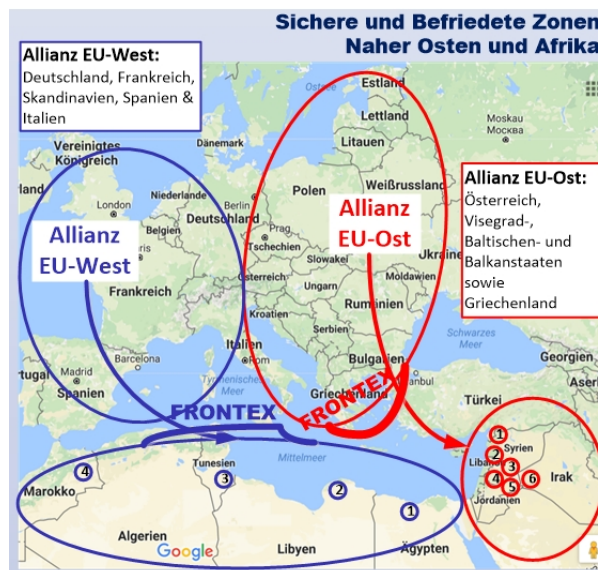 Sichere und Befriedete Zonen
Naher Osten und Afrika
Allianz EU-West:
Deutschland, Frankreich,
Skandinavien, Spanien &
Italien
Ostsee
Estland
Lettland
Litauen
Moskau
Москва
Vereinigtes
Königreich
Dänemark
Allianz EU-Ost:
Österreich,
Visegrad-,
Baltischen- und
Balkanstaaten
sowie
Griechenland
Weißrussland
Niederlande
London
Berlin
Polen
Deutschland
Belgien
Allianz
EU-West
Allianz
EU-Ost
Prag
Tschechien
Ukraine
Slowakei
Frankreich
Österreich
Ungarn
Moldawien
Rumänien
Kroatien
Serbien
Italien
Rom
Bulgarien
Schwarzes
Meer
Georgien
Barcelona
Madrid
Spanien
Tyrrhenisches
Meer
Griechenland
Türkei
FRONTEX
FRONTEX
Mittelmeer
Tunesien
Marokko
Syrien
Irak
Jordanien
1
2
3
4
5
6
4
3
2
1
Algerien
Libyen
Ägypten
Google